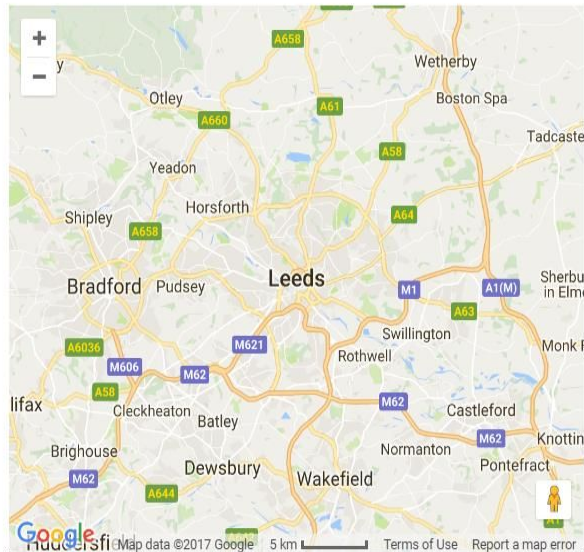 A658
+
−
Wetherby
Otley
A61
Boston Spa
A660
Tadcaste
A58
Yeadon
Horsforth
A64
Shipley
A658
Leeds
Bradford
Pudsey
M1
A1(M)
Sherbu
in Elm
A63
Swillington
A6036
M621
Monk F
Rothwell
M606
M62
A58
M62
lifax
Cleckheaton
Batley
Castleford
M62
Knottin
Brighouse
Normanton
Dewsbury
Pontefract
M62
Wakefield
A644
A1
Google
Map data ©2017 Google
5 km
Terms of Use
Report a map error